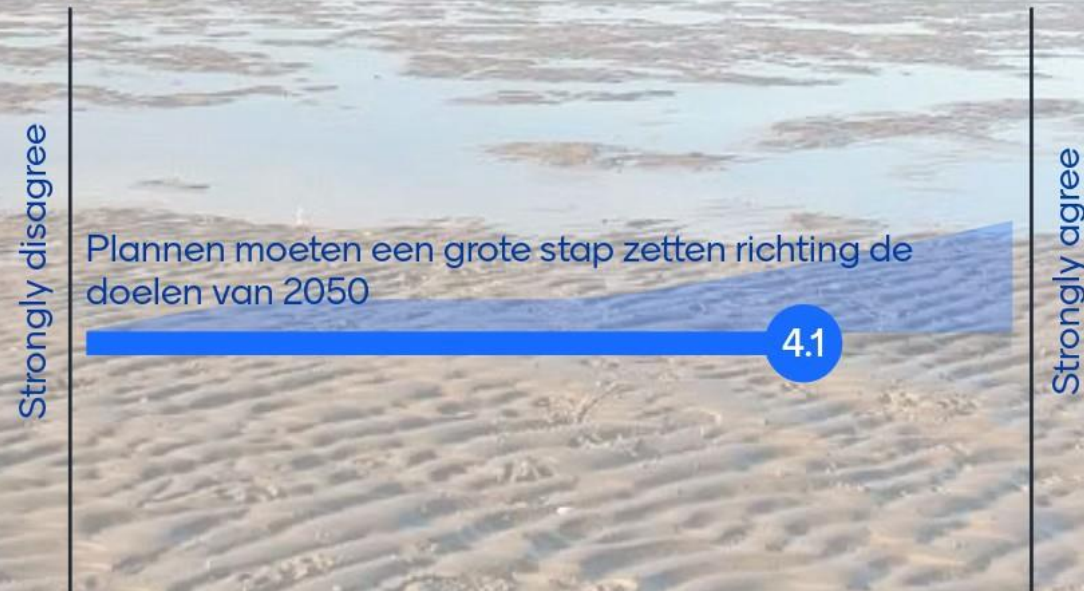 Strongly disagree
Plannen moeten een grote stap zetten richting de
doelen van 2050
4.1
Strongly agree